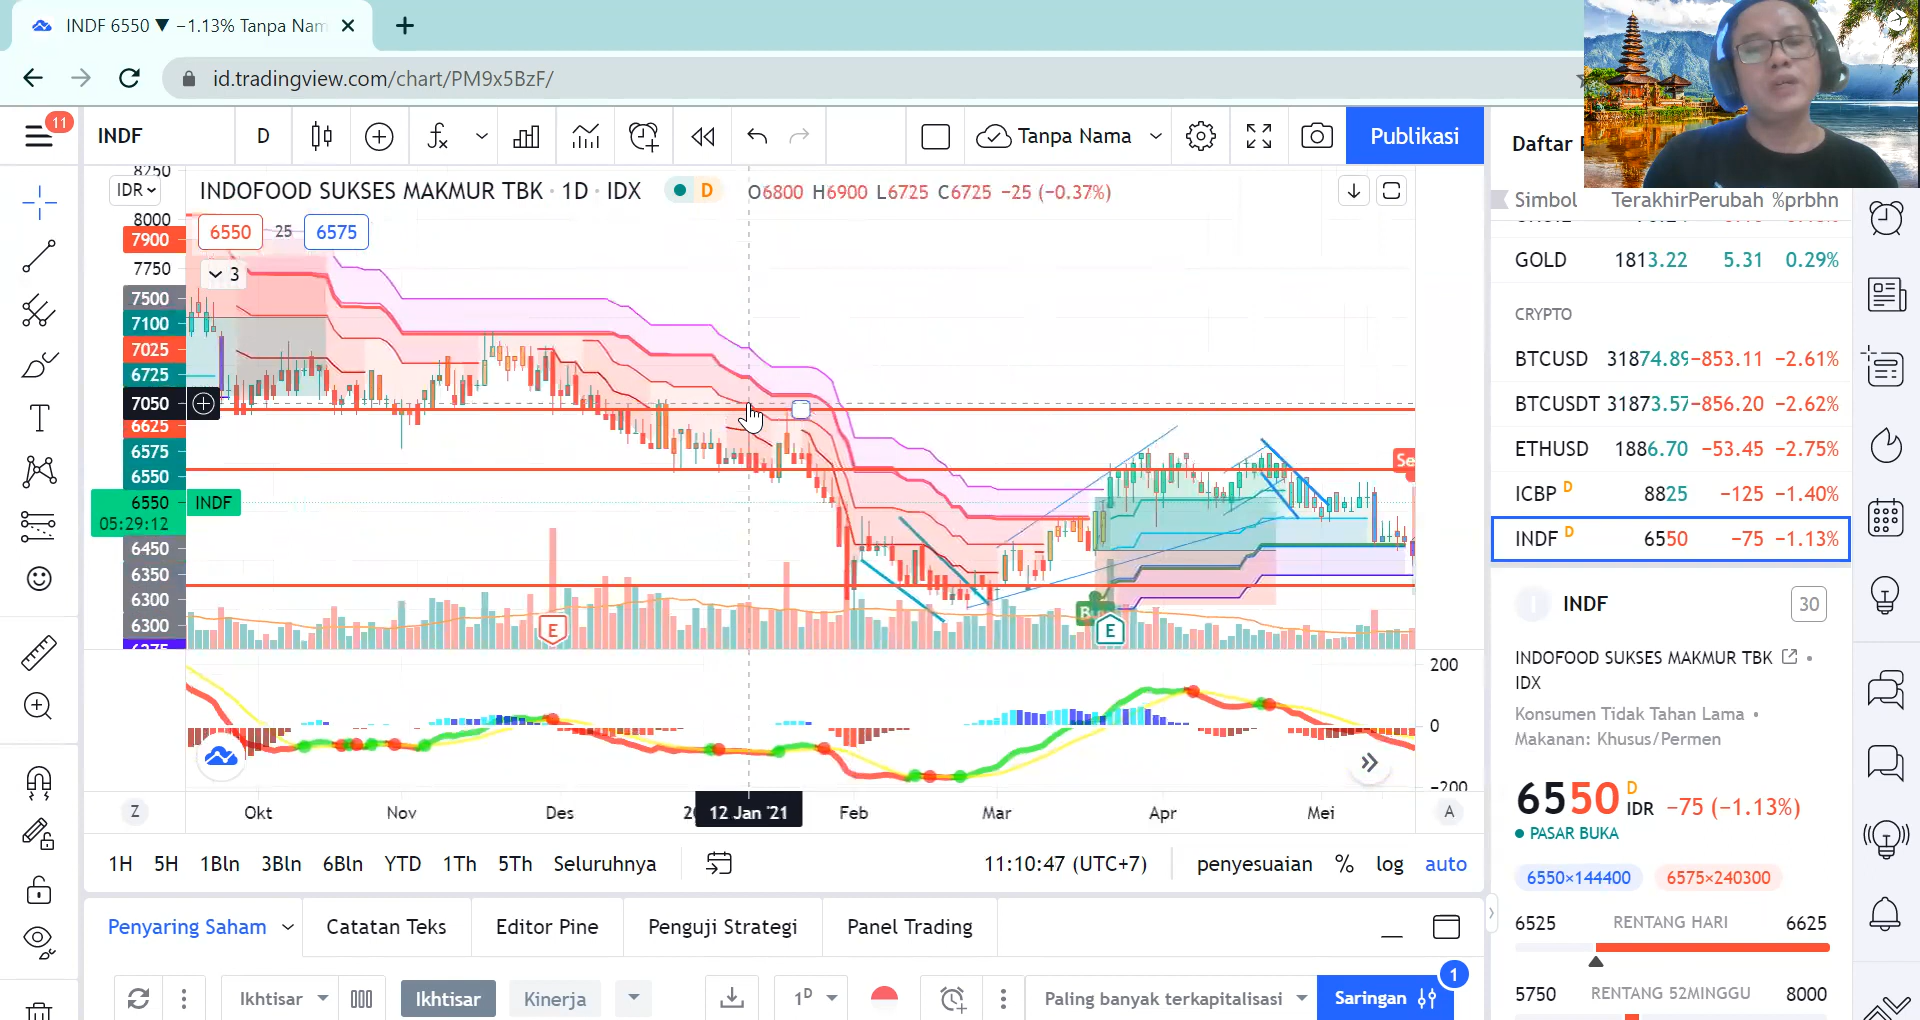 INDF 6550 ▼ −1.13% Tanpa Nam
id.tradingview.com/chart/PM9x5BzF/
11
INDF
D
Tanpa Nama
Publikasi
Daftar
IDR
INDOFOOD SUKSES MAKMUR TBK · 1D · IDX
D
O6800 H6900 L6725 C6725 −25 (−0.37%)
6550
25
6575
3
8250
8000
7900
7750
7500
7100
7025
6725
7050
6625
6575
6550
6550
INDF
05:29:12
6450
6350
6300
6300
6275
Se
B
E
E
200
0
−200
Z
Okt
Nov
Des
12 Jan '21
Feb
Mar
Apr
Mei
A
1H
5H
1Bln
3Bln
6Bln
YTD
1Th
5Th
Seluruhnya
11:10:47 (UTC+7)
penyesuaian
%
log
auto
Penyaring Saham
Catatan Teks
Editor Pine
Penguji Strategi
Panel Trading
Ikhtisar
Ikhtisar
Kinerja
1D
Paling banyak terkapitalisasi
Saringan
1
Simbol
Terakhir
Perubah
%prbhn
GOLD
1813.22
5.31
0.29%
CRYPTO
BTCUSD
31874.89
−853.11
−2.61%
BTCUSDT
31873.57
−856.20
−2.62%
ETHUSD
1886.70
−53.45
−2.75%
ICBP D
8825
−125
−1.40%
INDF D
6550
−75
−1.13%
INDF
30
INDOFOOD SUKSES MAKMUR TBK •
IDX
Konsumen Tidak Tahan Lama •
Makanan: Khusus/Permen
6550 D IDR −75 (−1.13%)
PASAR BUKA
6550×144400
6575×240300
6525
RENTANG HARI
6625
5750
RENTANG 52MINGGU
8000